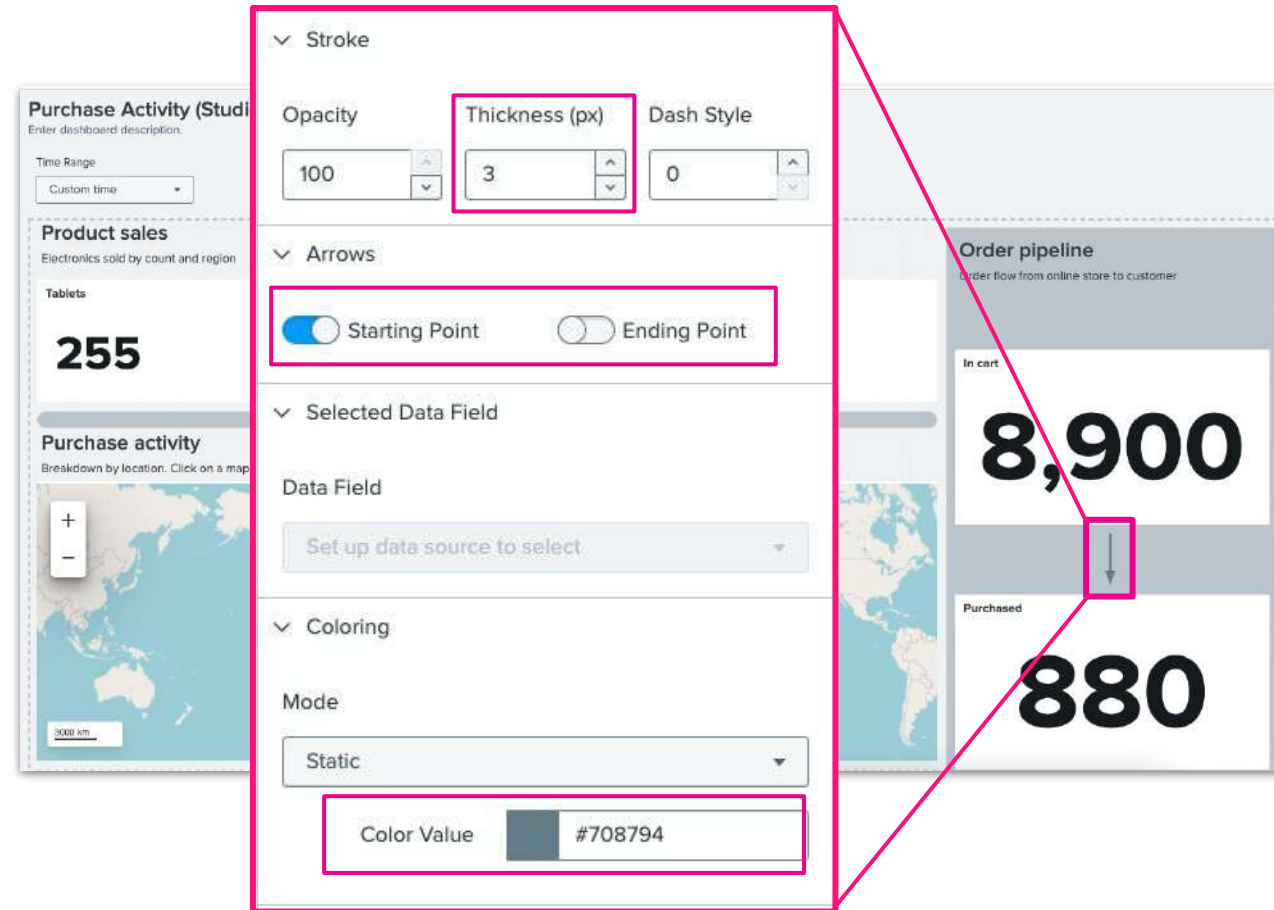 Purchase Activity (Studi
Enter dashboard description.
Time Range
Custom time
Product sales
Electronics sold by count and region
Tablets
255
Purchase activity
Breakdown by location. Click on a map
+
−
3000 km
Stroke
Opacity
Thickness (px)
Dash Style
100
3
0
Arrows
Starting Point
Ending Point
Selected Data Field
Data Field
Set up data source to select
Coloring
Mode
Static
Color Value
#708794
Order pipeline
Order flow from online store to customer
In cart
8,900
Purchased
880